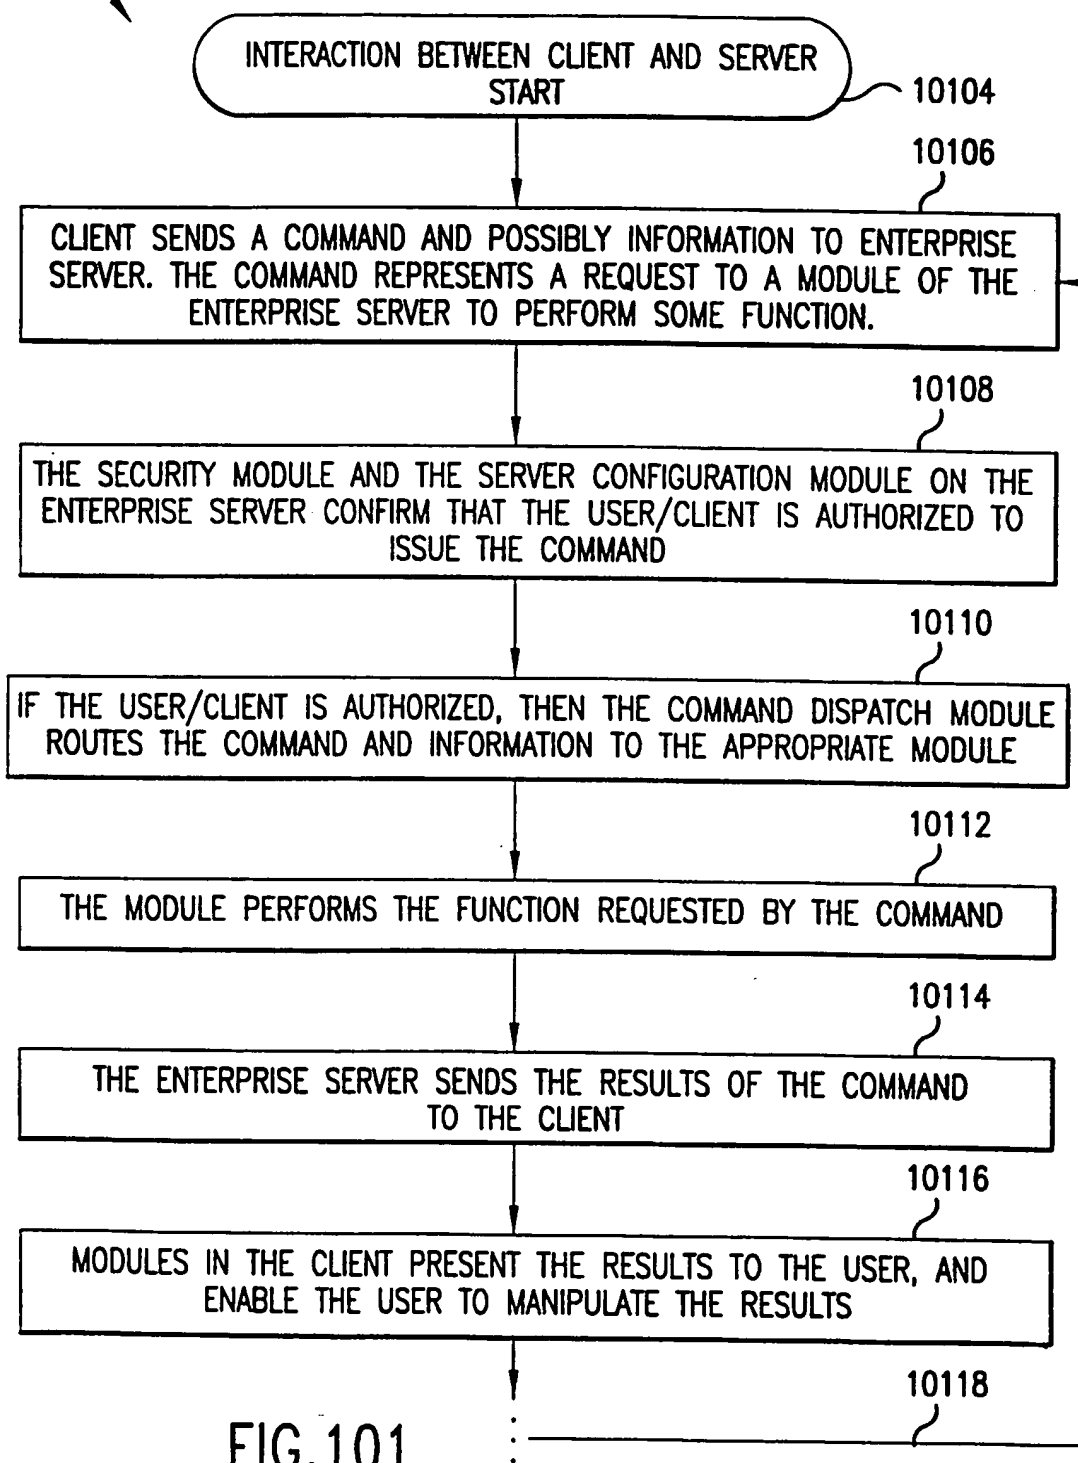 INTERACTION BETWEEN CLIENT AND SERVER
START
10104
10106
CLIENT SENDS A COMMAND AND POSSIBLY INFORMATION TO ENTERPRISE
SERVER. THE COMMAND REPRESENTS A REQUEST TO A MODULE OF THE
ENTERPRISE SERVER TO PERFORM SOME FUNCTION.
10108
THE SECURITY MODULE AND THE SERVER CONFIGURATION MODULE ON THE
ENTERPRISE SERVER CONFIRM THAT THE USER/CLIENT IS AUTHORIZED TO
ISSUE THE COMMAND
10110
IF THE USER/CLIENT IS AUTHORIZED, THEN THE COMMAND DISPATCH MODULE
ROUTES THE COMMAND AND INFORMATION TO THE APPROPRIATE MODULE
10112
THE MODULE PERFORMS THE FUNCTION REQUESTED BY THE COMMAND
10114
THE ENTERPRISE SERVER SENDS THE RESULTS OF THE COMMAND
TO THE CLIENT
10116
MODULES IN THE CLIENT PRESENT THE RESULTS TO THE USER, AND
ENABLE THE USER TO MANIPULATE THE RESULTS
10118
FIG.101